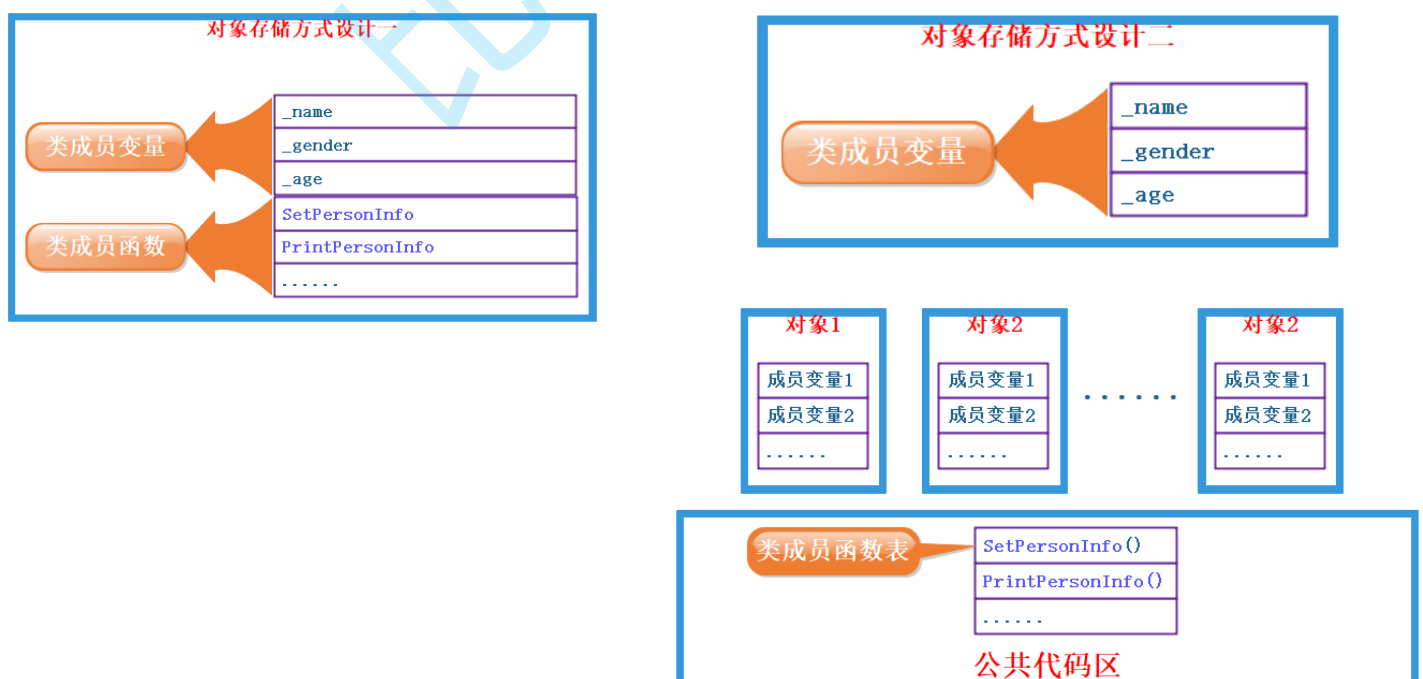 对象存储方式设计一
类成员变量
_name
_gender
_age
类成员函数
SetPersonInfo
PrintPersonInfo
......
对象存储方式设计二
类成员变量
_name
_gender
_age
对象1
成员变量1
成员变量2
......
对象2
成员变量1
成员变量2
......
......
对象2
成员变量1
成员变量2
......
类成员函数表
SetPersonInfo()
PrintPersonInfo()
......
公共代码区